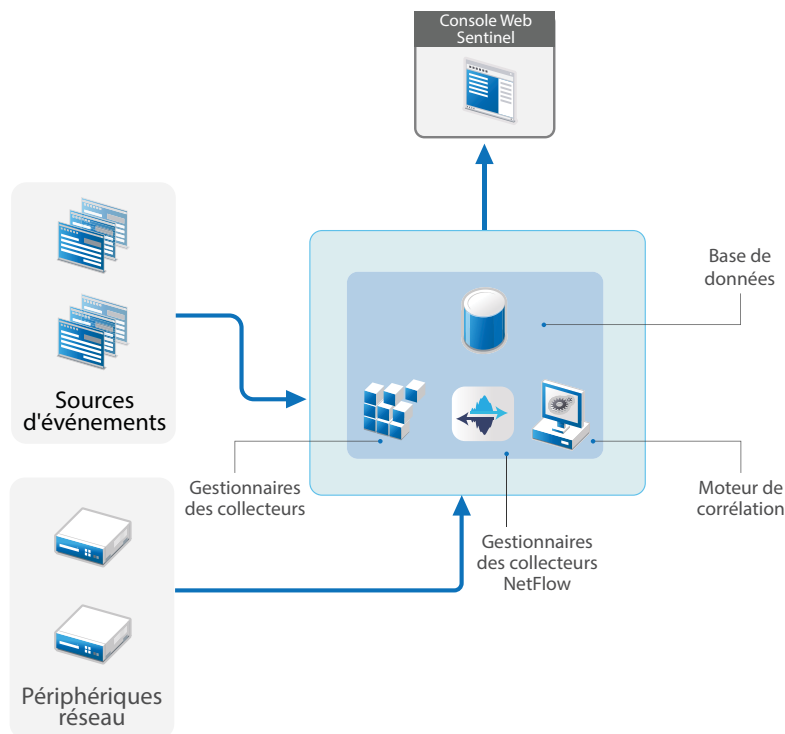 Console Web
Sentinel
Base de
données
Sources
d'événements
Gestionnaires
des collecteurs
Moteur de
corrélation
Gestionnaires
des collecteurs
NetFlow
Périphériques
réseau